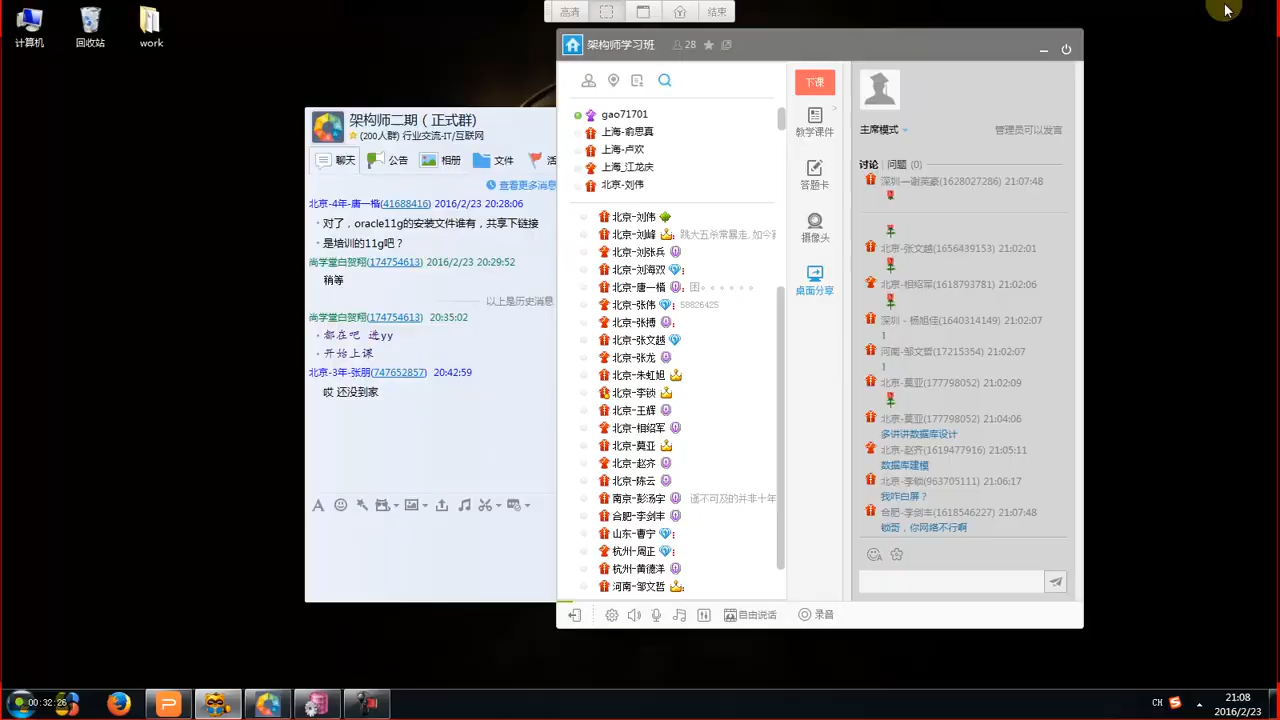 高清
结束
计算机
回收站
work
架构师学习班 28
架构师二期（正式群）
(200人群) 行业交流-IT/互联网
聊天
公告
相册
文件
活
查看更多消息
北京-4年-唐一楷(41688416) 2016/2/23 20:28:06
对了，oracle11g的安装文件谁有，共享下链接
是培训的11g吧？
尚学堂白贺翔(174754613) 2016/2/23 20:29:52
稍等
以上是历史消息
尚学堂白贺翔(174754613) 20:35:02
都在吧 进yy
开始上课
北京-3年-张朋(747652857) 20:42:59
哎 还没到家
gao71701
上海-俞思真
上海-卢欢
上海_江龙庆
北京-刘伟
北京-刘伟
北京-刘峰 跳大五杀常暴走,如今
北京-刘张兵
北京-刘海双
北京-唐一楷 困。。。。。。
北京-张伟 58826425
北京-张搏
北京-张文越
北京-张龙
北京-朱虹旭
北京-李锁
北京-王辉
北京-相绍军
北京-莫亚
北京-赵齐
北京-陈云
南京-彭汤宇 遥不可及的并非十年
合肥-李剑丰
山东-曹宁
杭州-周正
杭州-黄德洋
河南-邹文哲
下课
教学课件
答题卡
摄像头
桌面分享
主席模式
管理员可以发言
讨论 问题 (0)
深圳—谢英豪(1628027286) 21:07:48
北京-张文越(1656439153) 21:02:01
北京-相绍军(1618793781) 21:02:06
深圳 - 杨旭佳(1640314149) 21:02:07
1
河南-邹文哲(17215354) 21:02:07
1
北京-莫亚(177798052) 21:02:09
北京-莫亚(177798052) 21:04:06
多讲讲数据库设计
北京-赵齐(1619477916) 21:05:11
数据库建模
北京-李锁(963705111) 21:06:17
我咋白屏？
合肥-李剑丰(1618546227) 21:07:48
锁哥，你网络不行啊
自由说话
录音
00:32:26
CH
21:08
2016/2/23